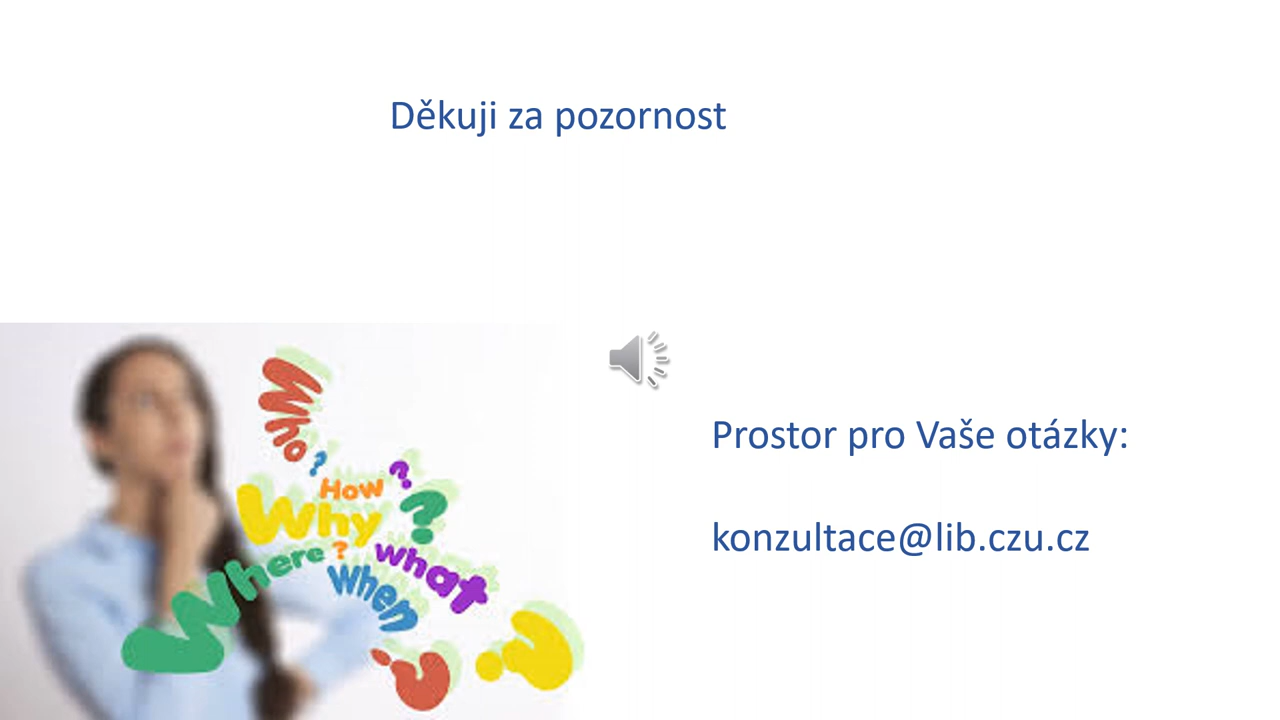 Děkuji za pozornost
Who
?
?
How
Why
?
Where
?
what
When
?
?
Prostor pro Vaše otázky:
konzultace@lib.czu.cz